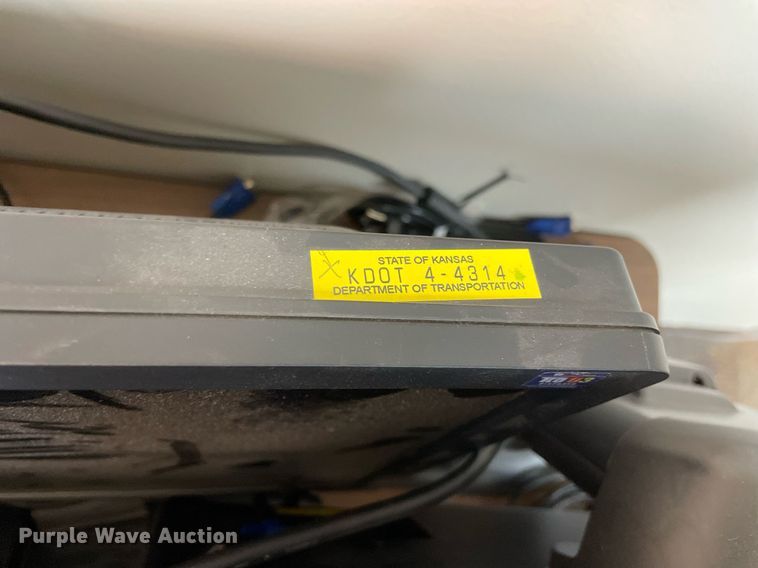 STATE OF KANSAS
KDOT 4-4314
DEPARTMENT OF TRANSPORTATION
Purple Wave Auction